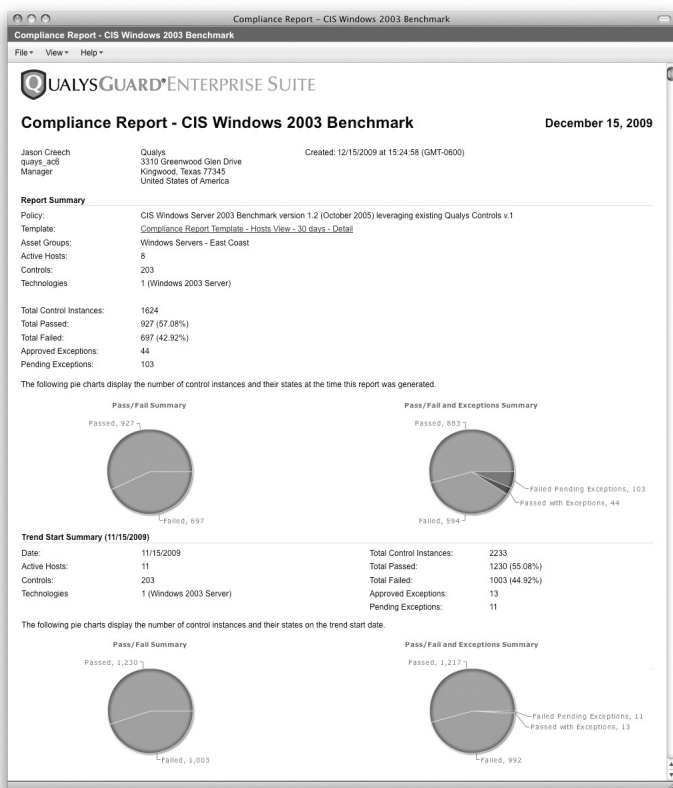 Compliance Report – CIS Windows 2003 Benchmark
Compliance Report - CIS Windows 2003 Benchmark
File View Help
QUALYSGUARD® ENTERPRISE SUITE
Compliance Report - CIS Windows 2003 Benchmark December 15, 2009
Jason Creech Qualys Created: 12/15/2009 at 15:24:58 (GMT-0600)
quays_ac6 3310 Greenwood Glen Drive
Manager Kingwood, Texas 77345
United States of America
Report Summary
Policy: CIS Windows Server 2003 Benchmark version 1.2 (October 2005) leveraging existing Qualys Controls v.1
Template: Compliance Report Template - Hosts View - 30 days - Detail
Asset Groups: Windows Servers - East Coast
Active Hosts: 8
Controls: 203
Technologies 1 (Windows 2003 Server)
Total Control Instances: 1624
Total Passed: 927 (57.08%)
Total Failed: 697 (42.92%)
Approved Exceptions: 44
Pending Exceptions: 103
The following pie charts display the number of control instances and their states at the time this report was generated.
Pass/Fail Summary Pass/Fail and Exceptions Summary
Passed, 927 Passed, 883
Failed Pending Exceptions, 103
Passed with Exceptions, 44
Failed, 697 Failed, 594
Trend Start Summary (11/15/2009)
Date: 11/15/2009 Total Control Instances: 2233
Active Hosts: 11 Total Passed: 1230 (55.08%)
Controls: 203 Total Failed: 1003 (44.92%)
Technologies 1 (Windows 2003 Server) Approved Exceptions: 13
Pending Exceptions: 11
The following pie charts display the number of control instances and their states on the trend start date.
Pass/Fail Summary Pass/Fail and Exceptions Summary
Passed, 1,230 Passed, 1,217
Failed Pending Exceptions, 11
Passed with Exceptions, 13
Failed, 1,003 Failed, 992